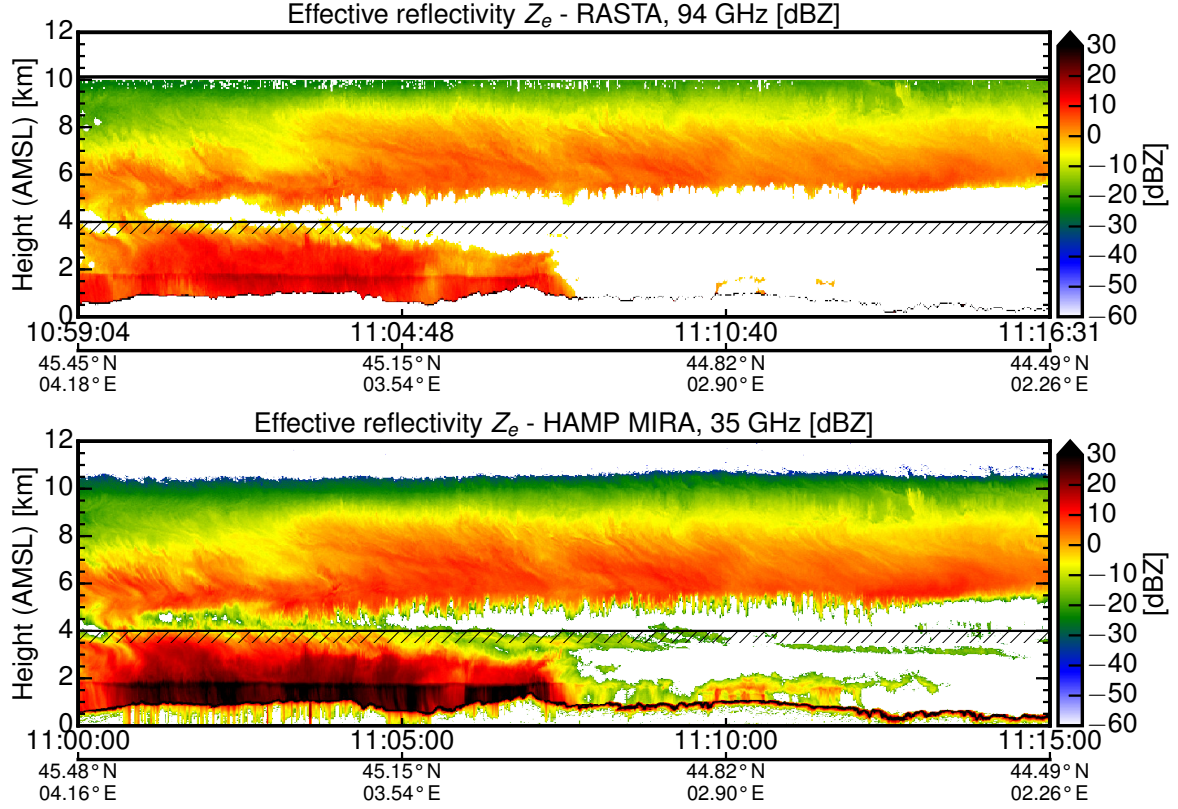 Effective reflectivity Ze - RASTA, 94 GHz [dBZ]
Height (AMSL) [km]
12
10
8
6
4
2
0
30
20
10
0
−10
−20
−30
−40
−50
−60
[dBZ]
10:59:04 11:04:48 11:10:40 11:16:31
45.45°N 45.15°N 44.82°N 44.49°N
04.18°E 03.54°E 02.90°E 02.26°E
Effective reflectivity Ze - HAMP MIRA, 35 GHz [dBZ]
Height (AMSL) [km]
12
10
8
6
4
2
0
30
20
10
0
−10
−20
−30
−40
−50
−60
[dBZ]
11:00:00 11:05:00 11:10:00 11:15:00
45.48°N 45.15°N 44.82°N 44.49°N
04.16°E 03.54°E 02.90°E 02.26°E